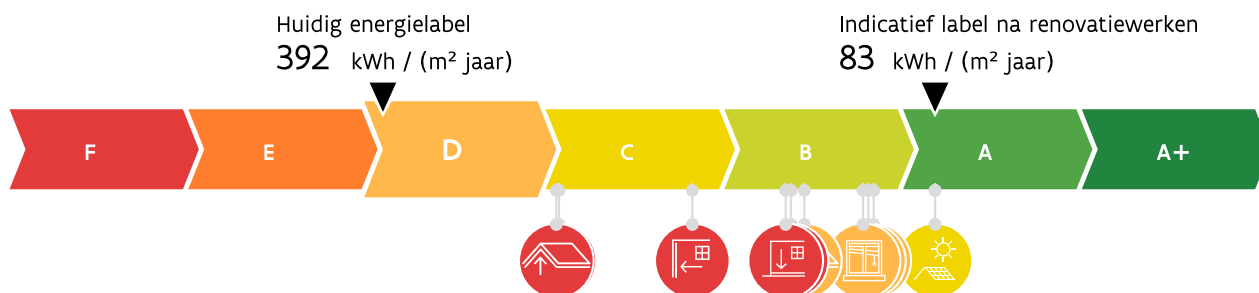 Huidig energielabel
392 kWh / (m² jaar)
Indicatief label na renovatiewerken
83 kWh / (m² jaar)
F E D C B A A+